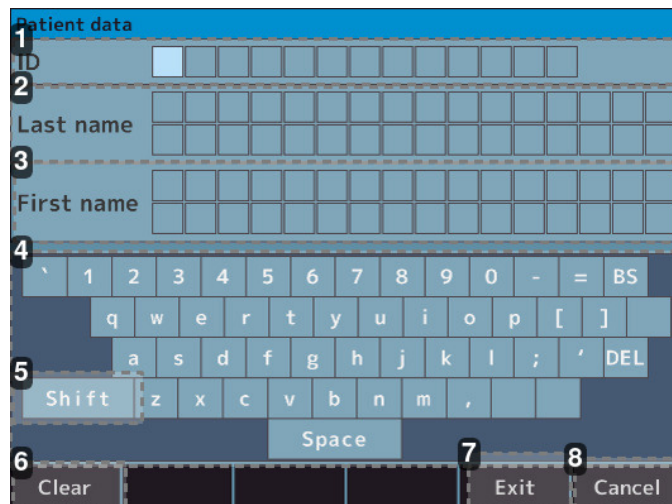 Patient data
1
ID
2
Last name
3
First name
4
` 1 2 3 4 5 6 7 8 9 0 - = BS
q w e r t y u i o p [ ]
a s d f g h j k l ; ' DEL
5
Shift z x c v b n m ,
Space
6 7 8
Clear Exit Cancel